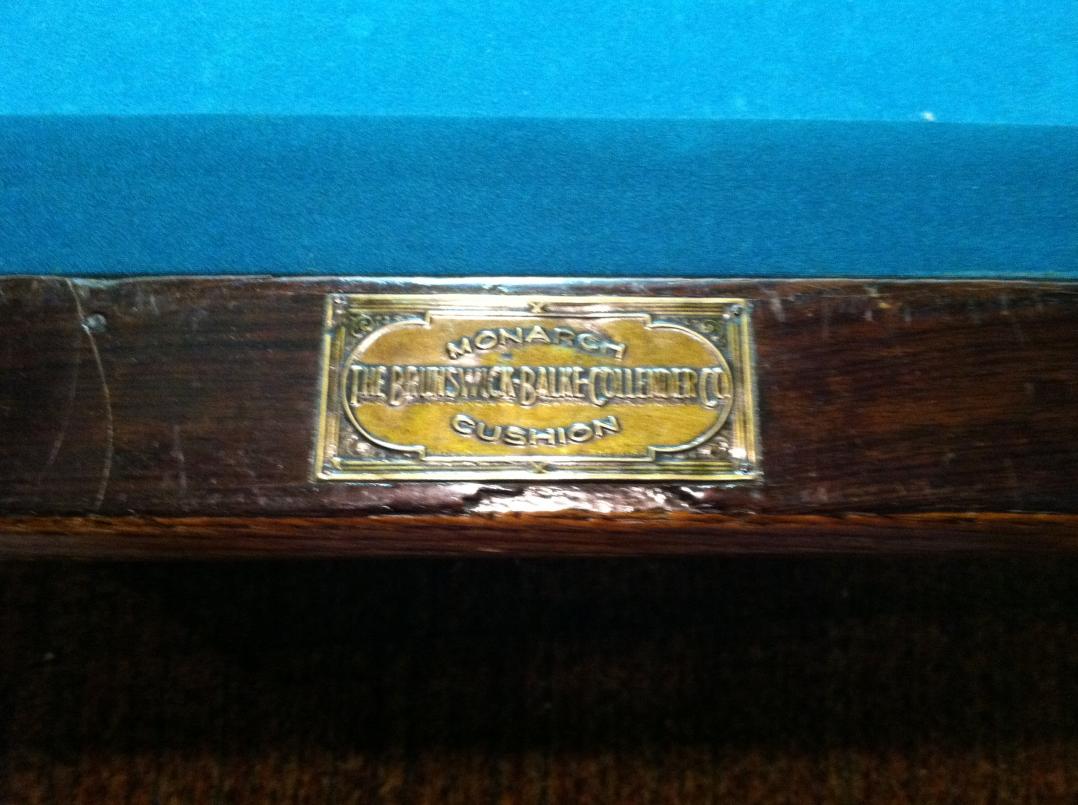 MONARCH
THE BRUNSWICK-BALKE-COLLENDER CO
CUSHION